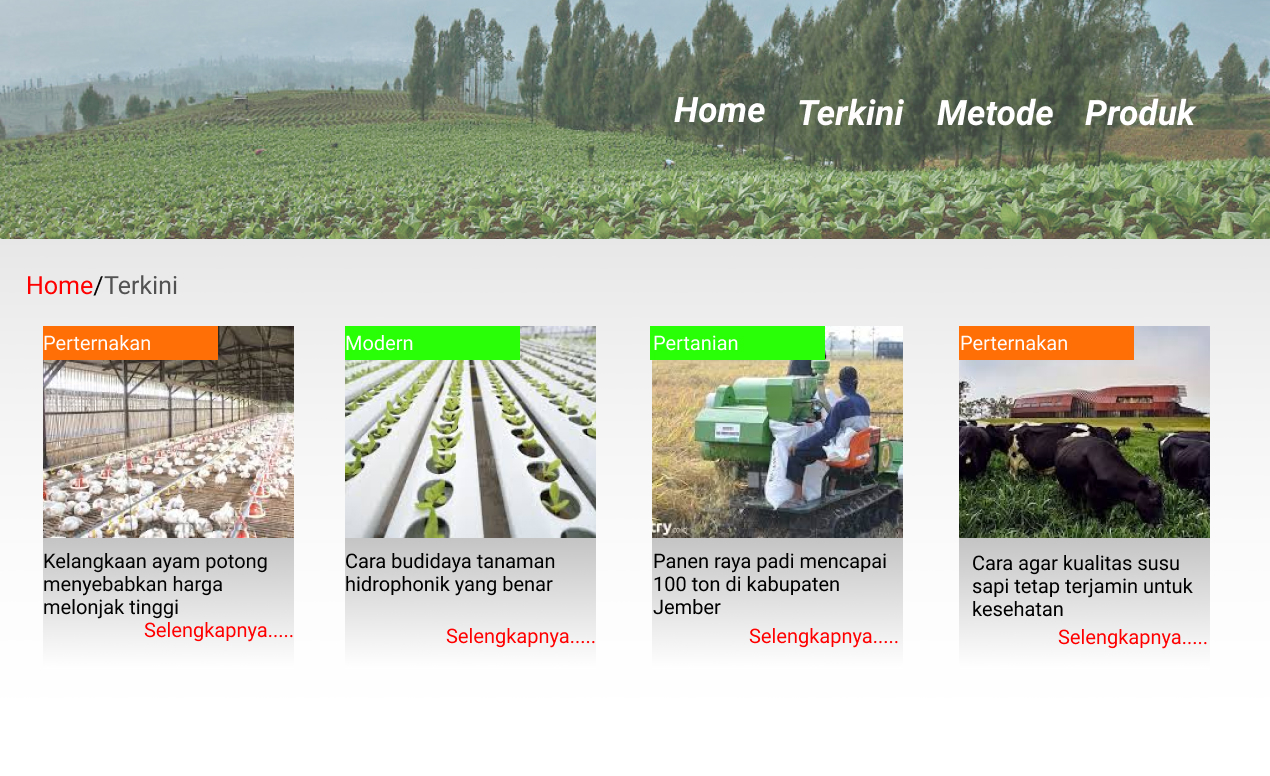 Home Terkini Metode Produk
Home/Terkini
Perternakan
Kelangkaan ayam potong
menyebabkan harga
melonjak tinggi
Selengkapnya.....
Modern
Cara budidaya tanaman
hidrophonik yang benar
Selengkapnya.....
Pertanian
Panen raya padi mencapai
100 ton di kabupaten
Jember
Selengkapnya.....
Perternakan
Cara agar kualitas susu
sapi tetap terjamin untuk
kesehatan
Selengkapnya.....